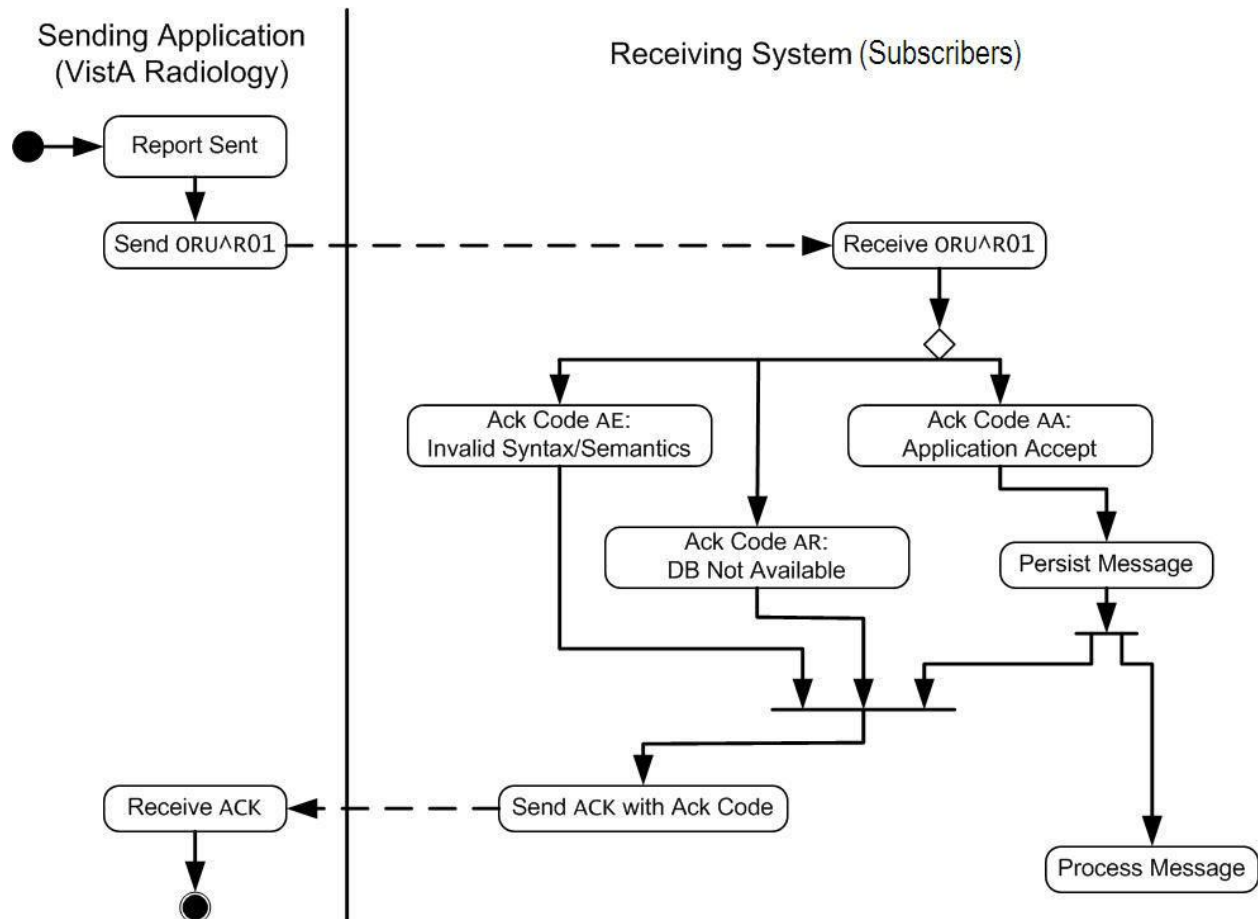 Sending Application
(VistA Radiology)
Receiving System (Subscribers)
Report Sent
Send ORU^R01
Receive ORU^R01
Ack Code AE:
Invalid Syntax/Semantics
Ack Code AA:
Application Accept
Ack Code AR:
DB Not Available
Persist Message
Receive ACK
Send ACK with Ack Code
Process Message